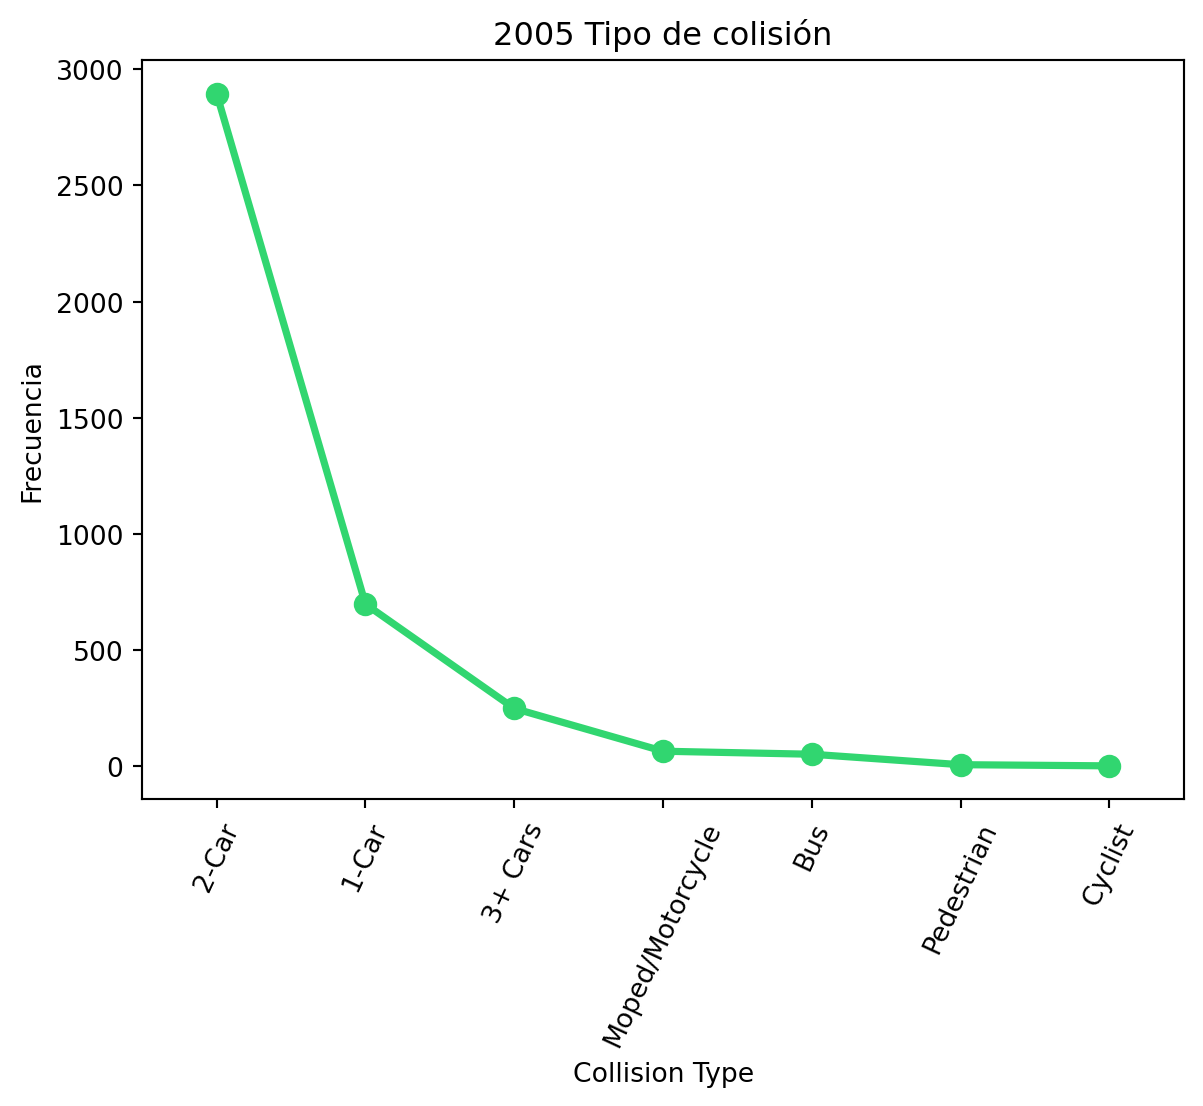 2005 Tipo de colisión
3000
2500
2000
1500
1000
500
0
Frecuencia
2-Car
1-Car
3+ Cars
Moped/Motorcycle
Bus
Pedestrian
Cyclist
Collision Type